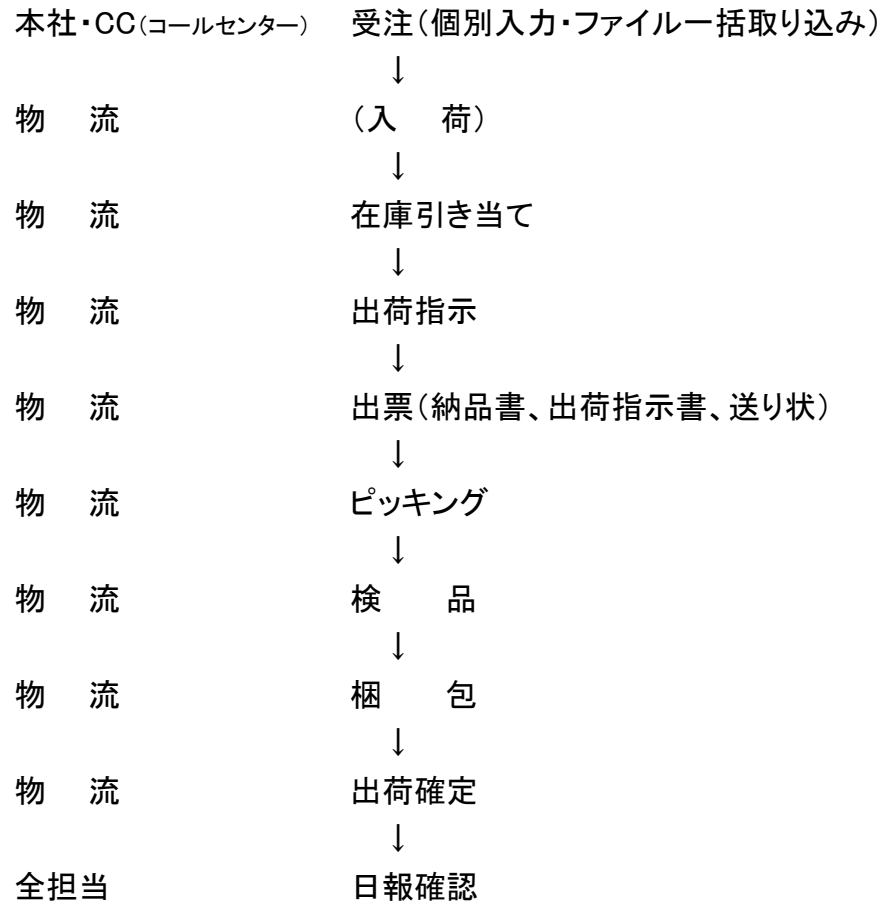 本社・CC(コールセンター) 受注(個別入力・ファイル一括取り込み)
↓
物 流 (入 荷)
↓
物 流 在庫引き当て
↓
物 流 出荷指示
↓
物 流 出票(納品書、出荷指示書、送り状)
↓
物 流 ピッキング
↓
物 流 検 品
↓
物 流 梱 包
↓
物 流 出荷確定
↓
全担当 日報確認